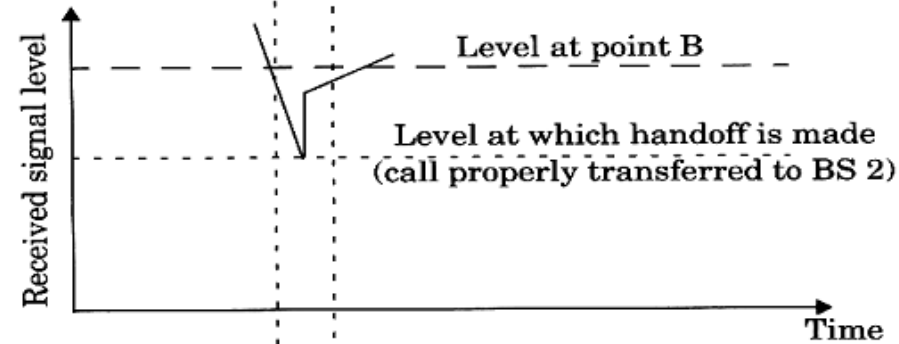 Received signal level
Level at point B
Level at which handoff is made
(call properly transferred to BS 2)
Time